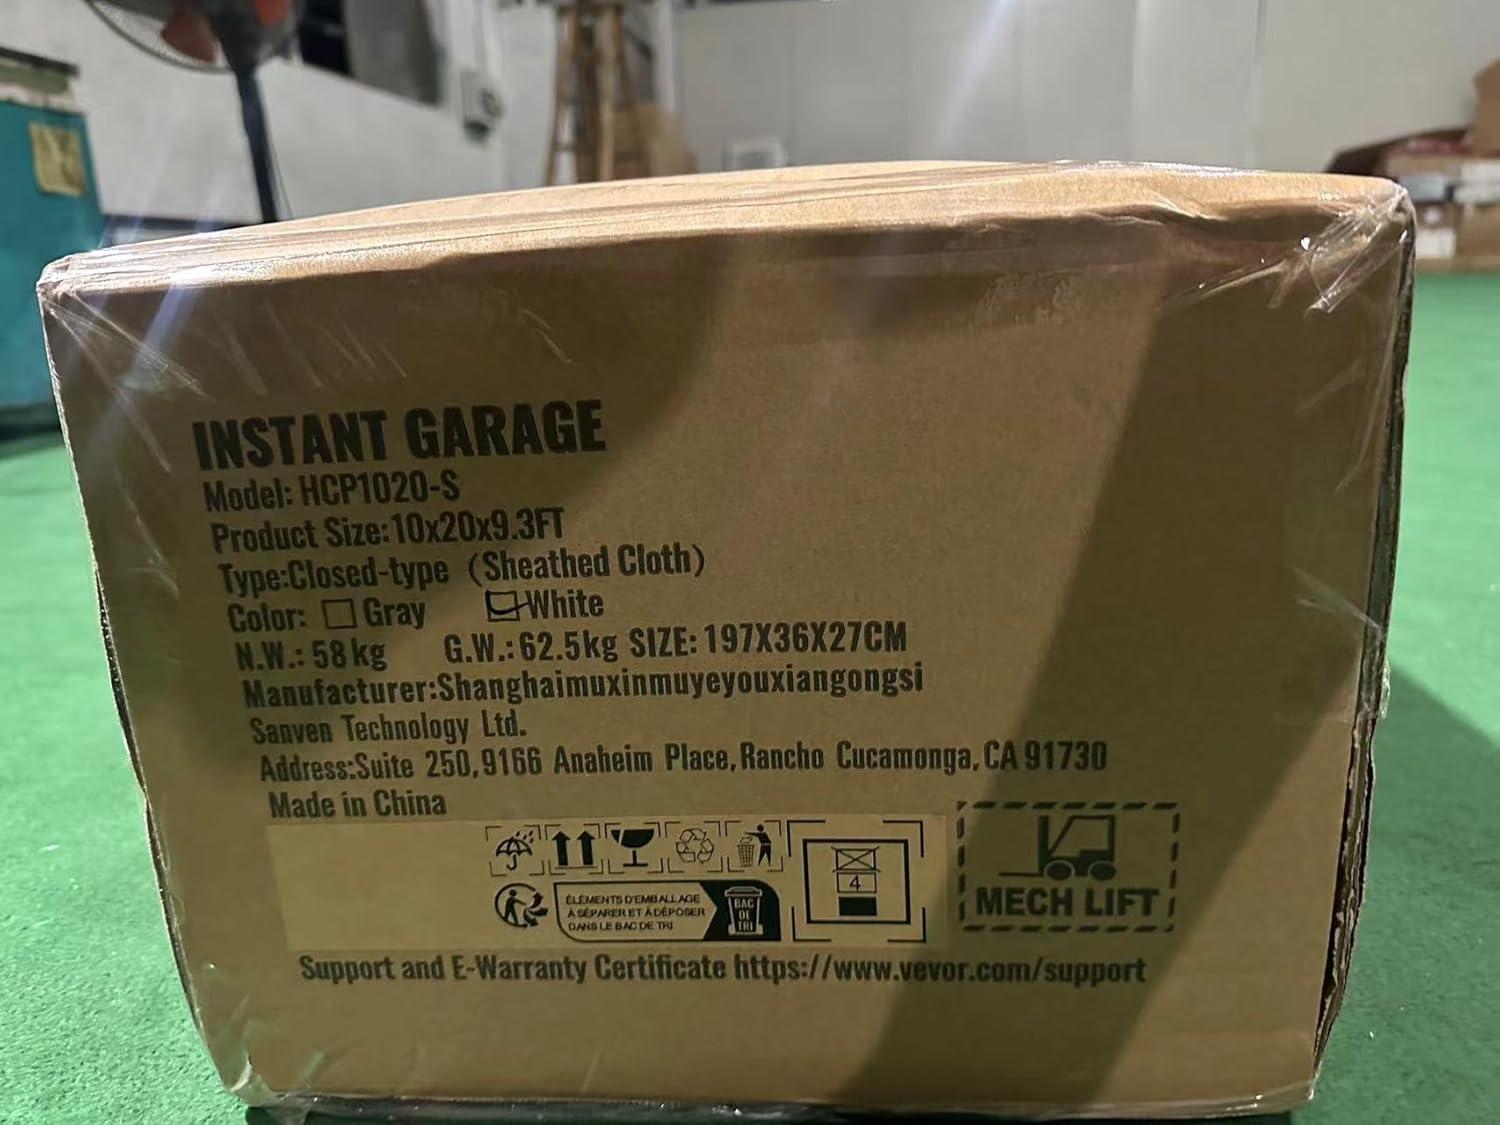 INSTANT GARAGE
Model: HCP1020-S
Product Size:10x20x9.3FT
Type:Closed-type (Sheathed Cloth)
Color: Gray White
N.W.: 58kg G.W.: 62.5kg SIZE: 197X36X27CM
Manufacturer:Shanghaimuxinmuyeyouxiangongsi
Sanven Technology Ltd.
Address:Suite 250,9166 Anaheim Place,Rancho Cucamonga,CA 91730
Made in China
4
ÉLÉMENTS D'EMBALLAGE
À SÉPARER ET À DÉPOSER
DANS LE BAC DE TRI
BAC
DE
TRI
MECH LIFT
Support and E-Warranty Certificate https://www.vevor.com/support